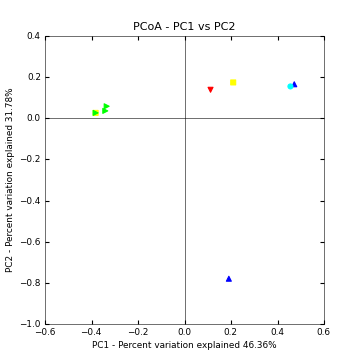 PCoA - PC1 vs PC2
0.4
0.2
0.0
−0.2
−0.4
−0.6
−0.8
−1.0
−0.6 −0.4 −0.2 0.0 0.2 0.4 0.6
PC2 - Percent variation explained 31.78%
PC1 - Percent variation explained 46.36%